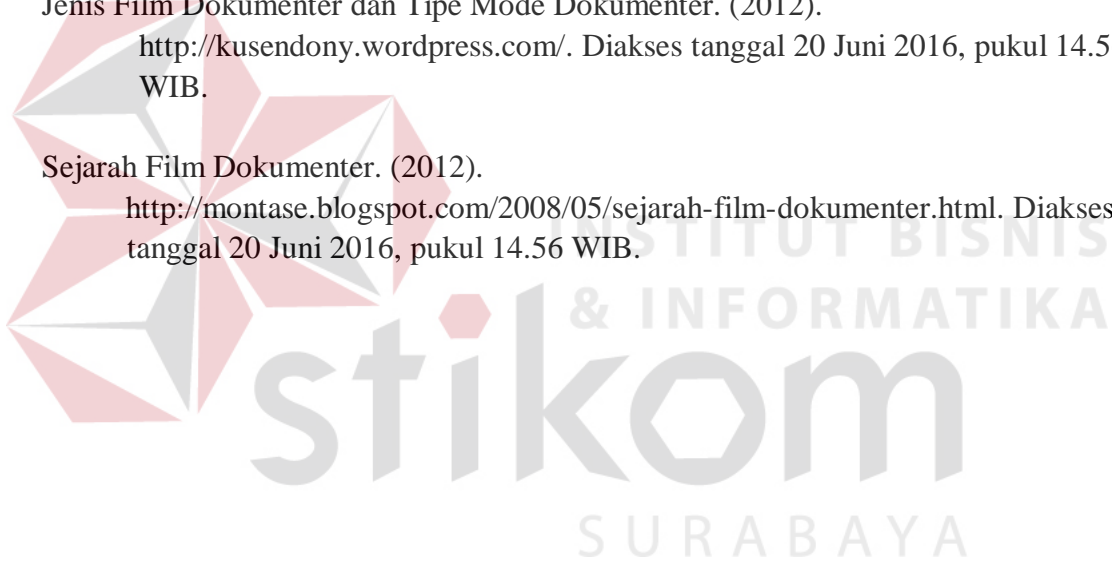 Jenis Film Dokumenter dan Tipe Mode Dokumenter. (2012).
http://kusendony.wordpress.com/. Diakses tanggal 20 Juni 2016, pukul 14.5
WIB.
Sejarah Film Dokumenter. (2012).
http://montase.blogspot.com/2008/05/sejarah-film-dokumenter.html. Diakses
tanggal 20 Juni 2016, pukul 14.56 WIB.
INSTITUT BISNIS
& INFORMATIKA
stikom
SURABAYA